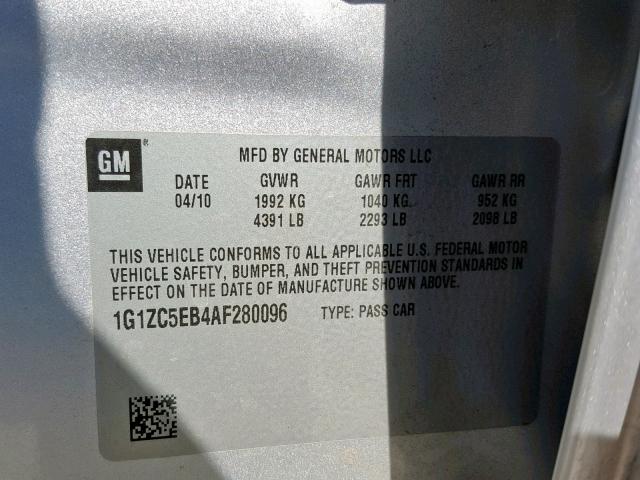 GM®
MFD BY GENERAL MOTORS LLC
DATE GVWR GAWR FRT GAWR RR
04/10 1992 KG 1040 KG 952 KG
4391 LB 2293 LB 2098 LB
THIS VEHICLE CONFORMS TO ALL APPLICABLE U.S. FEDERAL MOTOR
VEHICLE SAFETY, BUMPER, AND THEFT PREVENTION STANDARDS IN
EFFECT ON THE DATE OF MANUFACTURE SHOWN ABOVE.
1G1ZC5EB4AF280096 TYPE: PASS CAR